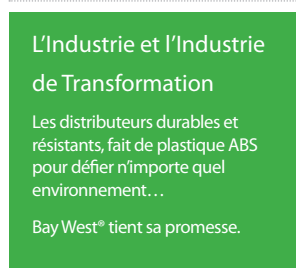 L'Industrie et l'Industrie
de Transformation
Les distributeurs durables et
résistants, fait de plastique ABS
pour défier n'importe quel
environnement…
Bay West® tient sa promesse.